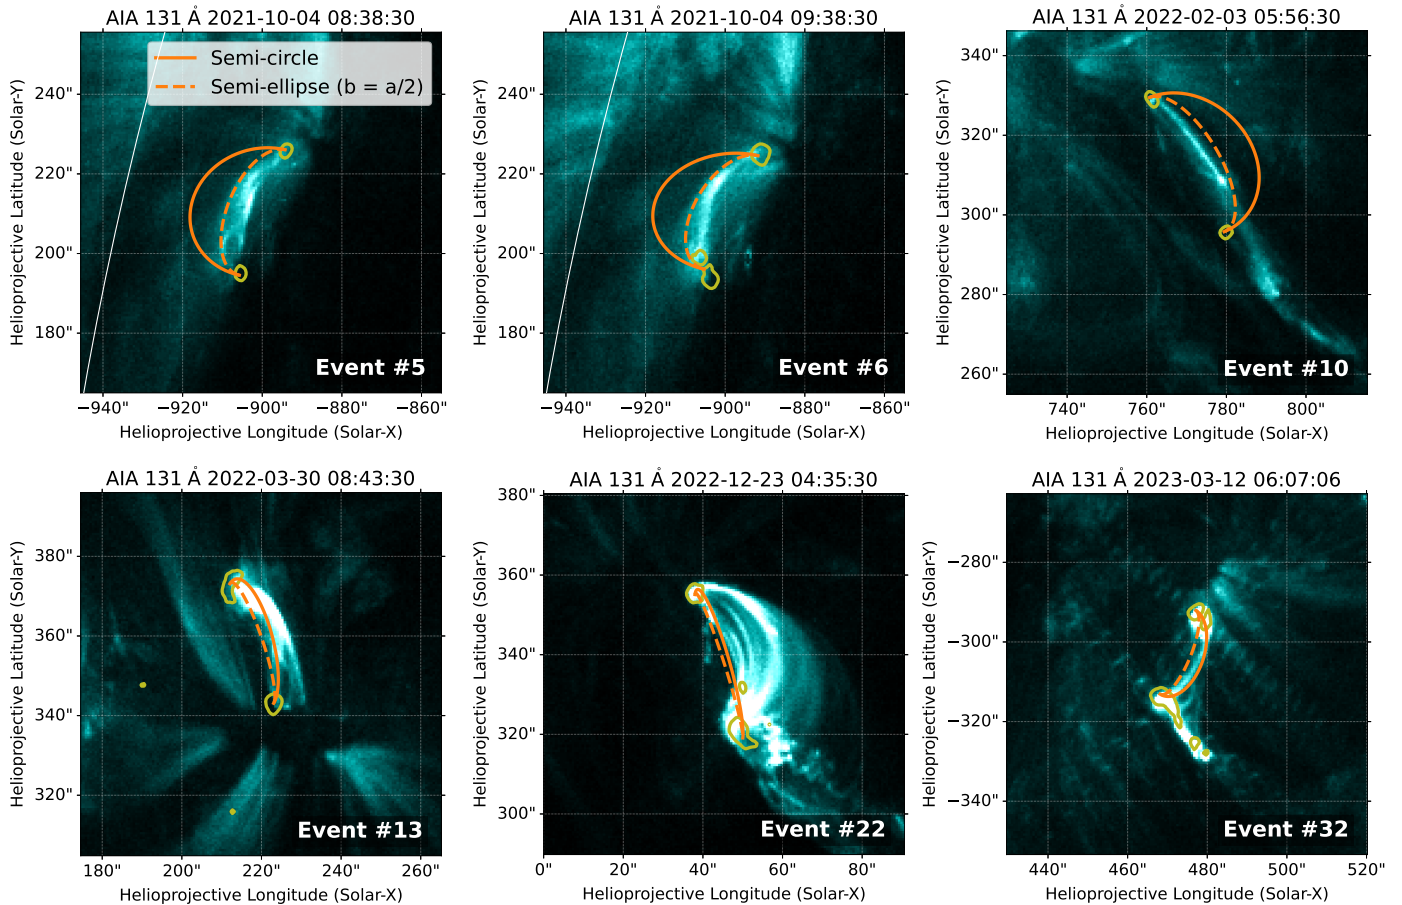 AIA 131 Å 2021-10-04 08:38:30
Semi-circle
Semi-ellipse (b = a/2)
240"
220"
200"
180"
Helioprojective Latitude (Solar-Y)
Event #5
−940" −920" −900" −880" −860"
Helioprojective Longitude (Solar-X)
AIA 131 Å 2021-10-04 09:38:30
240"
220"
200"
180"
Helioprojective Latitude (Solar-Y)
Event #6
−940" −920" −900" −880" −860"
Helioprojective Longitude (Solar-X)
AIA 131 Å 2022-02-03 05:56:30
340"
320"
300"
280"
260"
Helioprojective Latitude (Solar-Y)
Event #10
740" 760" 780" 800"
Helioprojective Longitude (Solar-X)
AIA 131 Å 2022-03-30 08:43:30
380"
360"
340"
320"
Helioprojective Latitude (Solar-Y)
Event #13
180" 200" 220" 240" 260"
Helioprojective Longitude (Solar-X)
AIA 131 Å 2022-12-23 04:35:30
380"
360"
340"
320"
300"
Helioprojective Latitude (Solar-Y)
Event #22
0" 20" 40" 60" 80"
Helioprojective Longitude (Solar-X)
AIA 131 Å 2023-03-12 06:07:06
−280"
−300"
−320"
−340"
Helioprojective Latitude (Solar-Y)
Event #32
440" 460" 480" 500" 520"
Helioprojective Longitude (Solar-X)